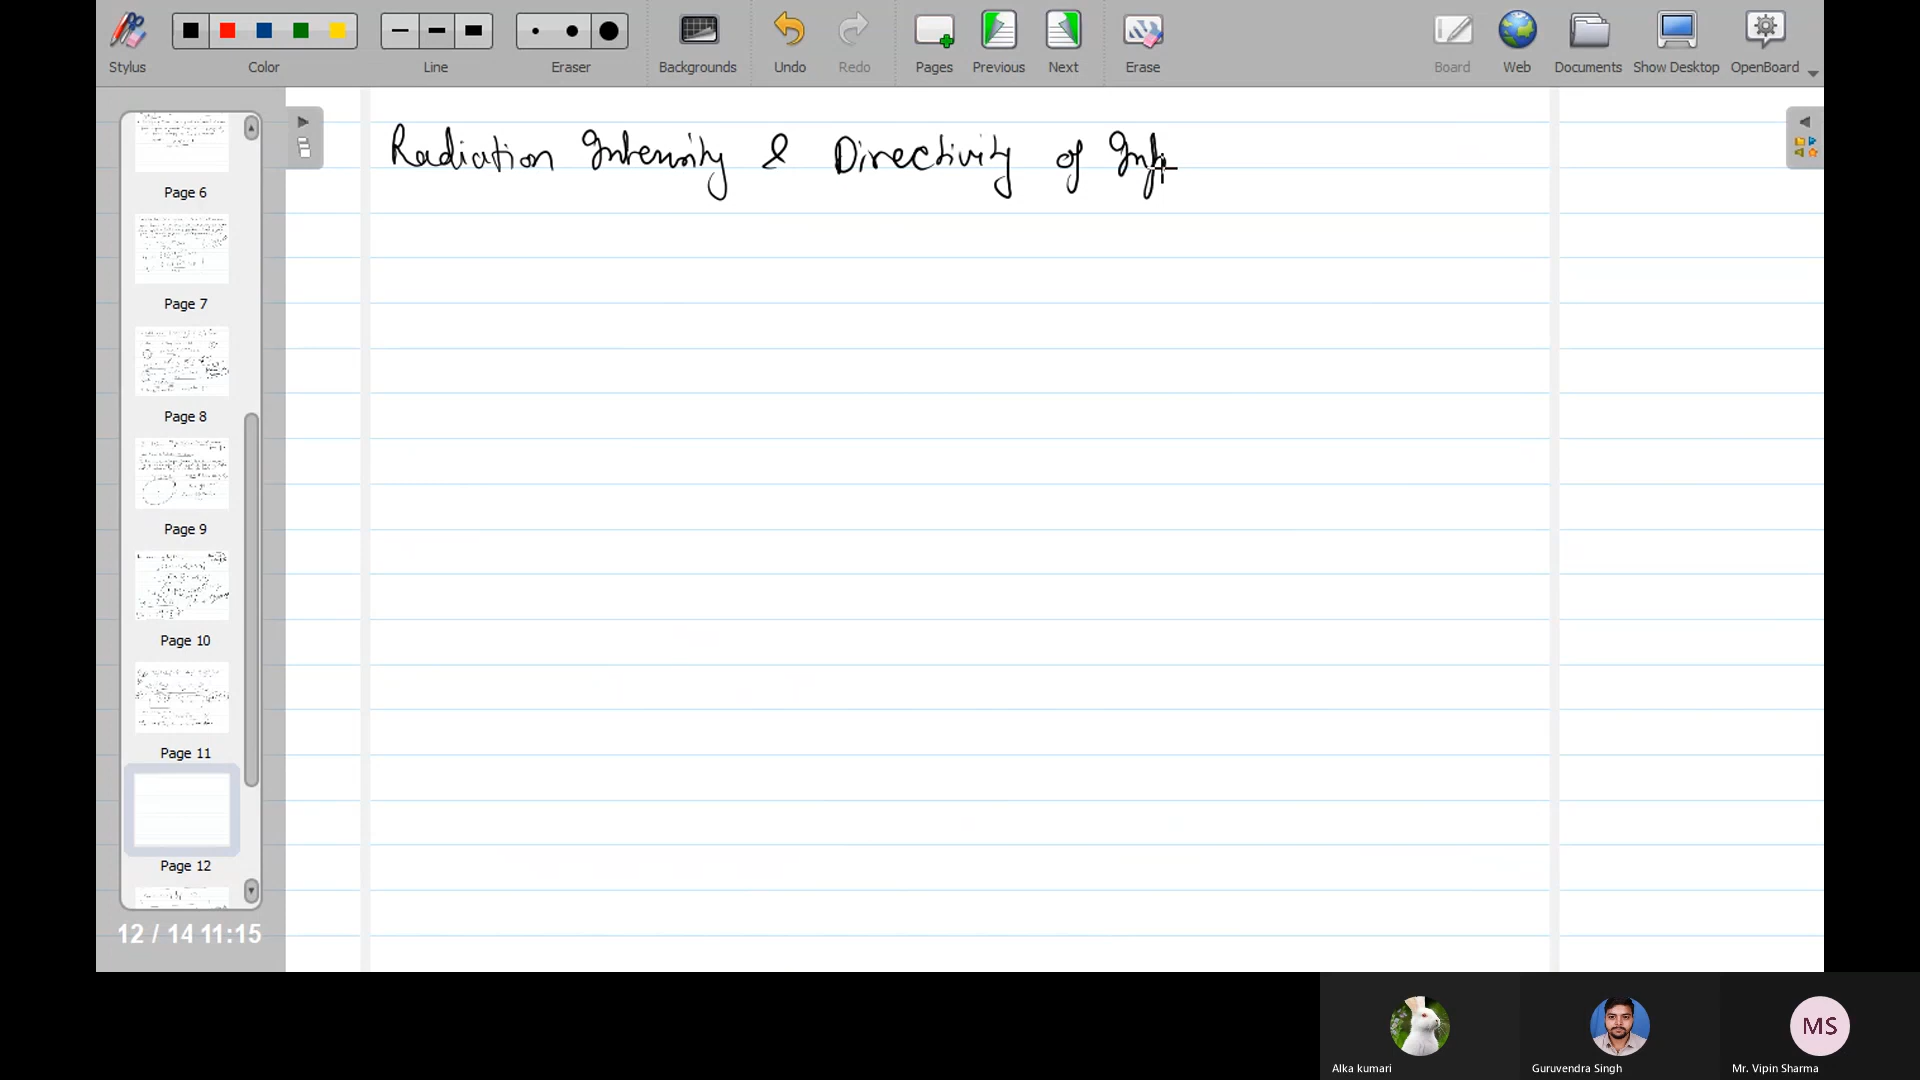 Stylus
Color
Line
Eraser
Backgrounds
Undo
Redo
Pages
Previous
Next
Erase
Board
Web
Documents
Show Desktop
OpenBoard
Radiation Intensity & Directivity of
Page 6
Page 7
Page 8
Page 9
Page 10
Page 11
Page 12
12 / 14 11:15
MS
Alka kumari
Guruvendra Singh
Mr. Vipin Sharma